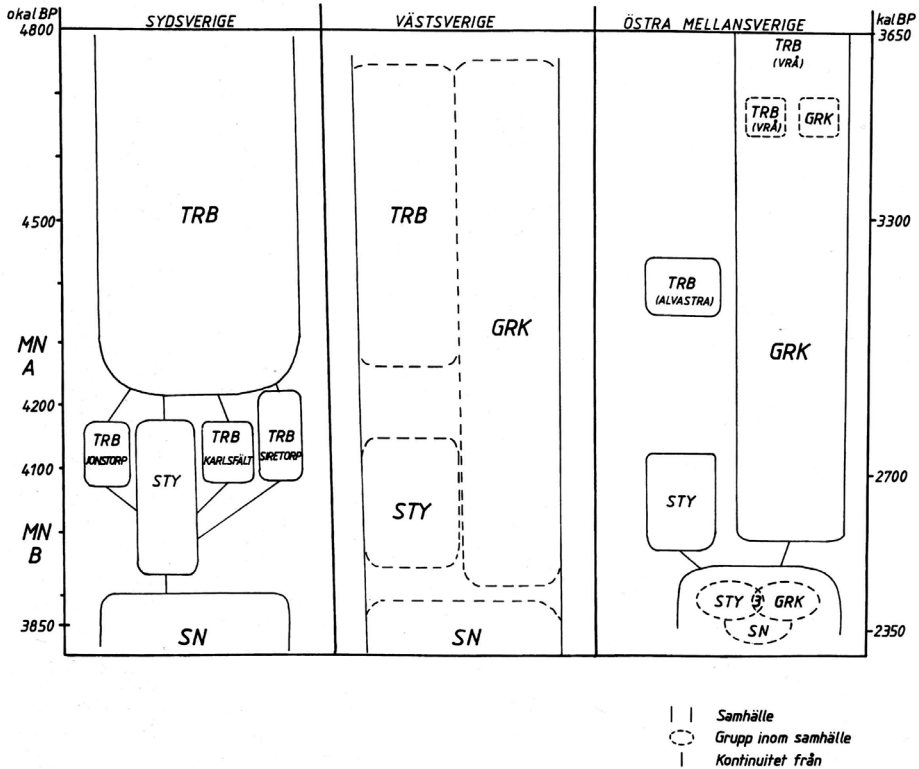 okal BP
4800
SYDSVERIGE
VÄSTSVERIGE
ÖSTRA MELLANSVERIGE
kal BP
3650
TRB
(VRÅ)
TRB
(VRÅ)
GRK
TRB
TRB
4500
3300
TRB
(ALVASTRA)
GRK
MN
A
GRK
4200
TRB
JONSTORP
STY
TRB
KARLSFÄLT
TRB
SIRETORP
4100
2700
STY
STY
MN
B
STY
?
GRK
SN
3850
SN
SN
2350
Samhälle
Grupp inom samhälle
Kontinuitet från